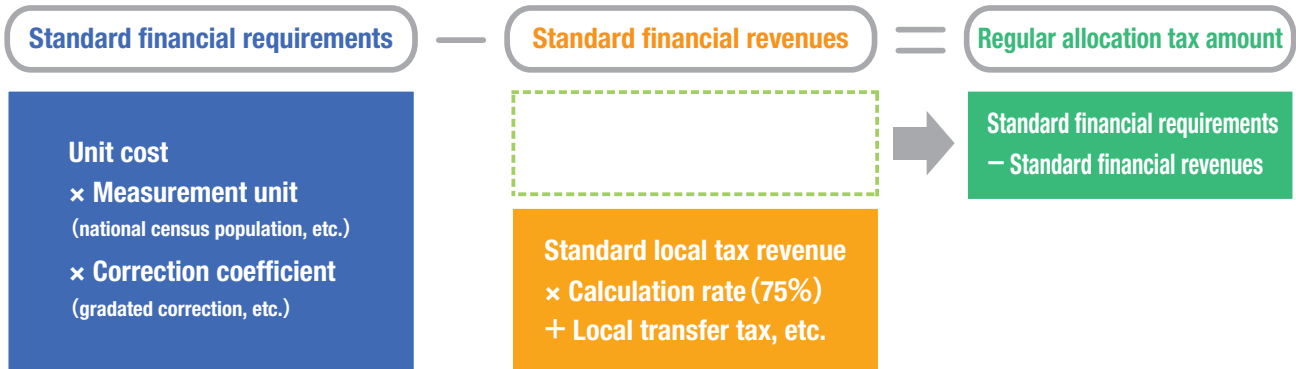 Standard financial requirements
—
Standard financial revenues
=
Regular allocation tax amount
Unit cost
× Measurement unit
(national census population, etc.)
× Correction coefficient
(gradated correction, etc.)
Standard local tax revenue
× Calculation rate (75%)
+ Local transfer tax, etc.
Standard financial requirements
− Standard financial revenues